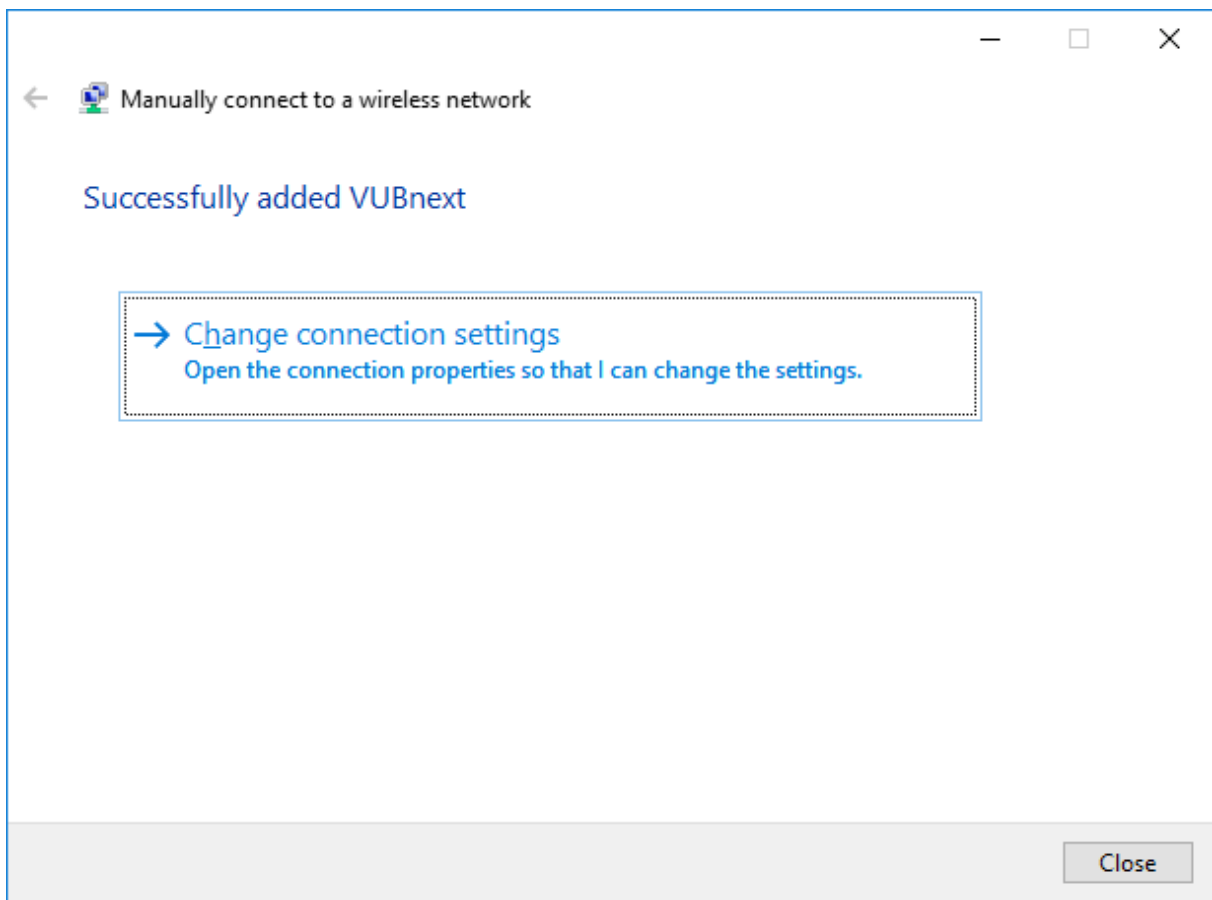 Manually connect to a wireless network
Successfully added VUBnext
Change connection settings
Open the connection properties so that I can change the settings.
Close